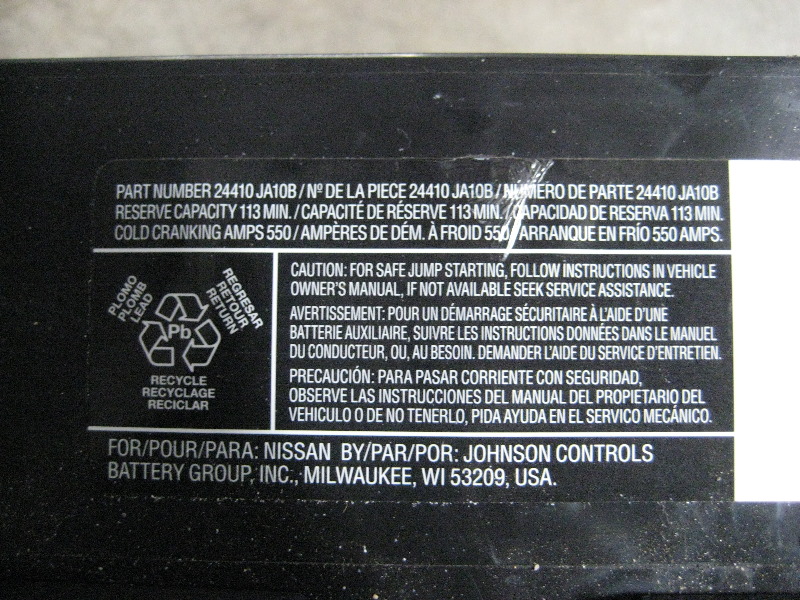 PART NUMBER 24410 JA10B / Nº DE LA PIECE 24410 JA10B / NÚMERO DE PARTE 24410 JA10B
RESERVE CAPACITY 113 MIN. / CAPACITÉ DE RÉSERVE 113 MIN. / CAPACIDAD DE RESERVA 113 MIN.
COLD CRANKING AMPS 550 / AMPÈRES DE DÉM. À FROID 550 / ARRANQUE EN FRÍO 550 AMPS.
PLOMO
PLOMB
LEAD
REGRESAR
RETOUR
RETURN
Pb
RECYCLE
RECYCLAGE
RECICLAR
CAUTION: FOR SAFE JUMP STARTING, FOLLOW INSTRUCTIONS IN VEHICLE
OWNER'S MANUAL, IF NOT AVAILABLE SEEK SERVICE ASSISTANCE.
AVERTISSEMENT: POUR UN DÉMARRAGE SÉCURITAIRE À L'AIDE D'UNE
BATTERIE AUXILIAIRE, SUIVRE LES INSTRUCTIONS DONNÉES DANS LE MANUEL
DU CONDUCTEUR, OU, AU BESOIN. DEMANDER L'AIDE DU SERVICE D'ENTRETIEN.
PRECAUCIÓN: PARA PASAR CORRIENTE CON SEGURIDAD,
OBSERVE LAS INSTRUCCIONES DEL MANUAL DEL PROPIETARIO DEL
VEHICULO O DE NO TENERLO, PIDA AYUDA EN EL SERVICO MECÁNICO.
FOR/POUR/PARA: NISSAN BY/PAR/POR: JOHNSON CONTROLS
BATTERY GROUP, INC., MILWAUKEE, WI 53209, USA.